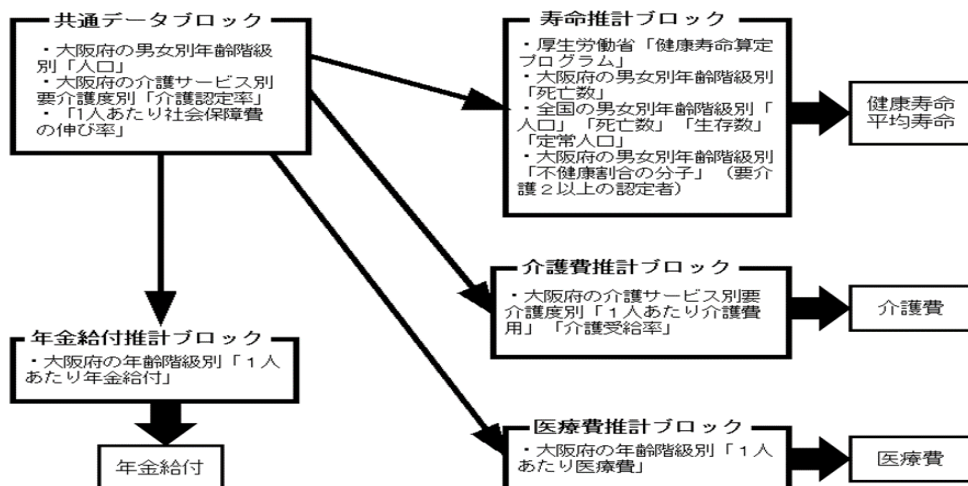 共通データブロック
・大阪府の男女別年齢階級
別「人口」
・大阪府の介護サービス別
要介護度別「介護認定率」
・「1人あたり社会保障費
の伸び率」
寿命推計ブロック
・厚生労働省「健康寿命算定
プログラム」
・大阪府の男女別年齢階級別
「死亡数」
・全国の男女別年齢階級別「
人口」「死亡数」「生存数」
「定常人口」
・大阪府の男女別年齢階級別
「不健康割合の分子」（要介
護２以上の認定者）
健康寿命
平均寿命
介護費推計ブロック
・大阪府の介護サービス別要
介護度別「１人あたり介護費
用」「介護受給率」
介護費
年金給付推計ブロック
・大阪府の年齢階級別「１人
あたり年金給付」
年金給付
医療費推計ブロック
・大阪府の年齢階級別「１人
あたり医療費」
医療費